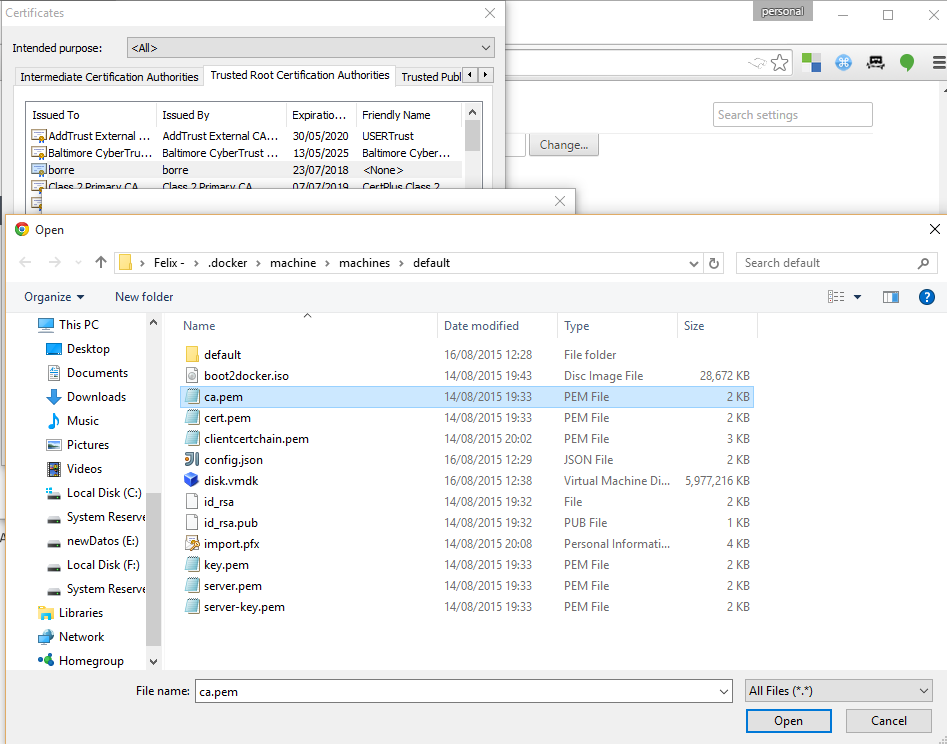 Certificates
personal
Intended purpose: <All>
Intermediate Certification Authorities Trusted Root Certification Authorities Trusted Publ
Issued To Issued By Expiratio... Friendly Name
AddTrust External ... AddTrust External CA... 30/05/2020 USERTrust
Baltimore CyberTru... Baltimore CyberTrust ... 13/05/2025 Baltimore Cyber...
borre borre 23/07/2018 <None>
Class 2 Primary CA Class 2 Primary CA 07/07/2019 CertPlus Class 2
Search settings
Change...
Open
Felix - .docker machine machines default
Search default
Organize New folder
This PC
Desktop
Documents
Downloads
Music
Pictures
Videos
Local Disk (C:)
System Reserve
newDatos (E:)
Local Disk (F:)
System Reserve
Libraries
Network
Homegroup
Name Date modified Type Size
default 16/08/2015 12:28 File folder
boot2docker.iso 14/08/2015 19:43 Disc Image File 28,672 KB
ca.pem 14/08/2015 19:33 PEM File 2 KB
cert.pem 14/08/2015 19:33 PEM File 2 KB
clientcertchain.pem 14/08/2015 20:02 PEM File 3 KB
config.json 16/08/2015 12:29 JSON File 2 KB
disk.vmdk 16/08/2015 12:38 Virtual Machine Di... 5,977,216 KB
id_rsa 14/08/2015 19:32 File 2 KB
id_rsa.pub 14/08/2015 19:32 PUB File 1 KB
import.pfx 14/08/2015 20:08 Personal Informati... 4 KB
key.pem 14/08/2015 19:33 PEM File 2 KB
server.pem 14/08/2015 19:33 PEM File 2 KB
server-key.pem 14/08/2015 19:33 PEM File 2 KB
File name: ca.pem All Files (*.*)
Open Cancel